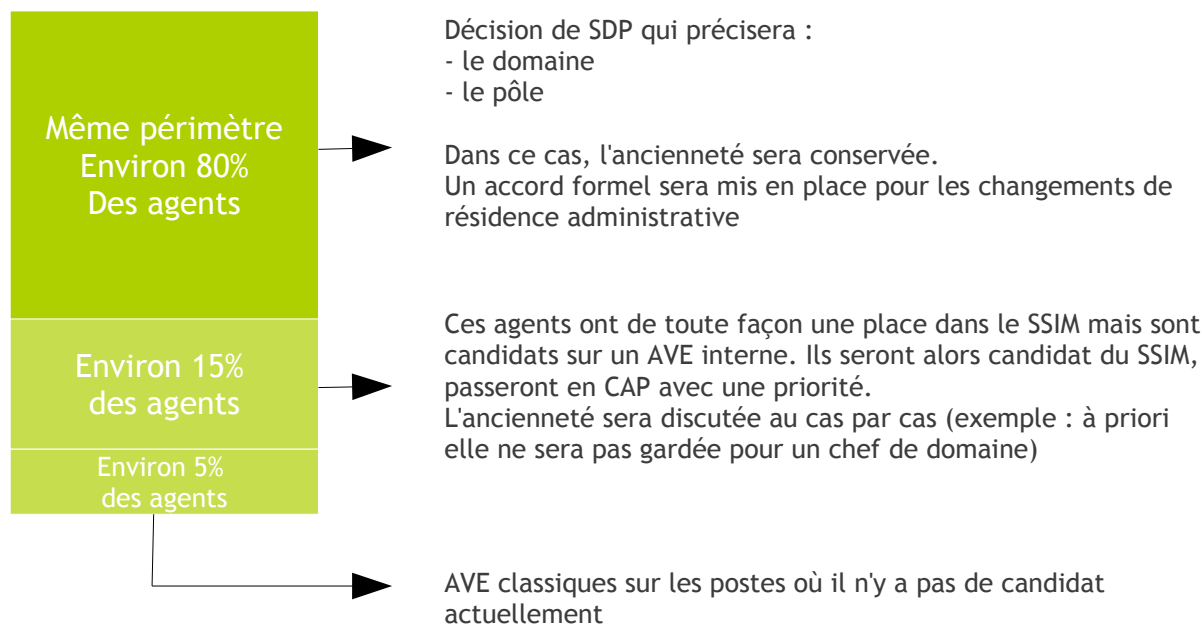 Même périmètre
Environ 80%
Des agents
Décision de SDP qui précisera :
- le domaine
- le pôle
Dans ce cas, l'ancienneté sera conservée.
Un accord formel sera mis en place pour les changements de
résidence administrative
Environ 15%
des agents
Ces agents ont de toute façon une place dans le SSIM mais sont
candidats sur un AVE interne. Ils seront alors candidat du SSIM,
passeront en CAP avec une priorité.
L'ancienneté sera discutée au cas par cas (exemple : à priori
elle ne sera pas gardée pour un chef de domaine)
Environ 5%
des agents
AVE classiques sur les postes où il n'y a pas de candidat
actuellement